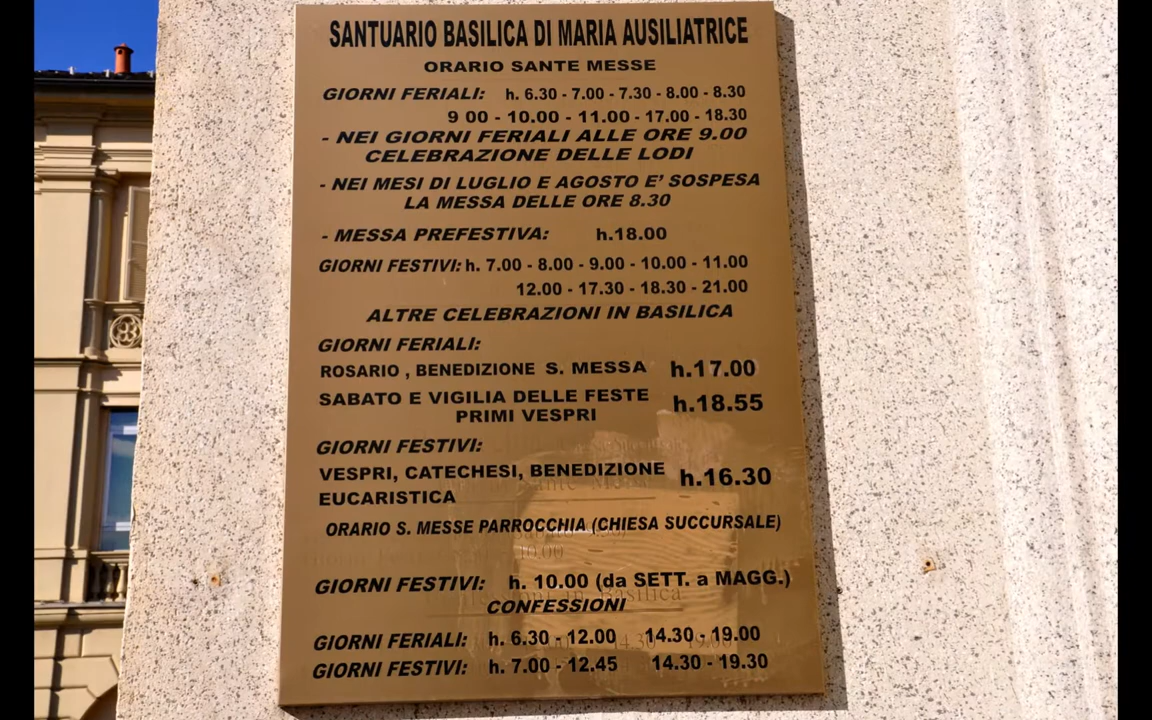 SANTUARIO BASILICA DI MARIA AUSILIATRICE
ORARIO SANTE MESSE
GIORNI FERIALI: h. 6.30 - 7.00 - 7.30 - 8.00 - 8.30
9 00 - 10.00 - 11.00 - 17.00 - 18.30
- NEI GIORNI FERIALI ALLE ORE 9.00
CELEBRAZIONE DELLE LODI
- NEI MESI DI LUGLIO E AGOSTO E' SOSPESA
LA MESSA DELLE ORE 8.30
- MESSA PREFESTIVA: h.18.00
GIORNI FESTIVI: h. 7.00 - 8.00 - 9.00 - 10.00 - 11.00
12.00 - 17.30 - 18.30 - 21.00
ALTRE CELEBRAZIONI IN BASILICA
GIORNI FERIALI:
ROSARIO , BENEDIZIONE S. MESSA h.17.00
SABATO E VIGILIA DELLE FESTE h.18.55
PRIMI VESPRI
GIORNI FESTIVI:
VESPRI, CATECHESI, BENEDIZIONE h.16.30
EUCARISTICA
ORARIO S. MESSE PARROCCHIA (CHIESA SUCCURSALE)
10.00
GIORNI FESTIVI: h. 10.00 (da SETT. a MAGG.)
in Basilica
CONFESSIONI
GIORNI FERIALI: h. 6.30 - 12.00 14.30 - 19.00
GIORNI FESTIVI: h. 7.00 - 12.45 14.30 - 19.30